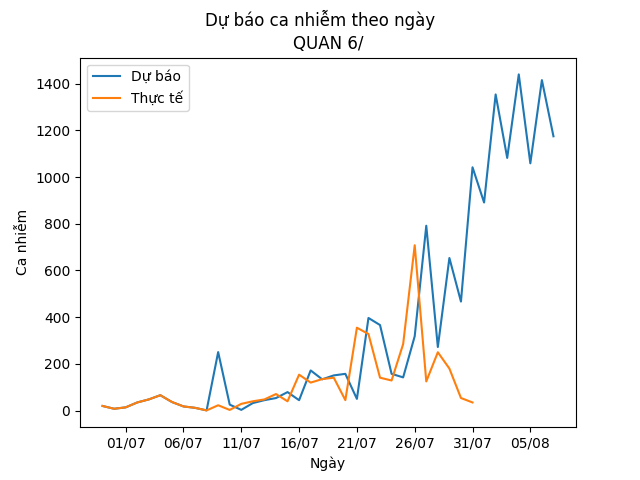 Dự báo ca nhiễm theo ngày
QUAN 6/
Dự báo
Thực tế
1400
1200
1000
800
600
400
200
0
Ca nhiễm
01/07 06/07 11/07 16/07 21/07 26/07 31/07 05/08
Ngày